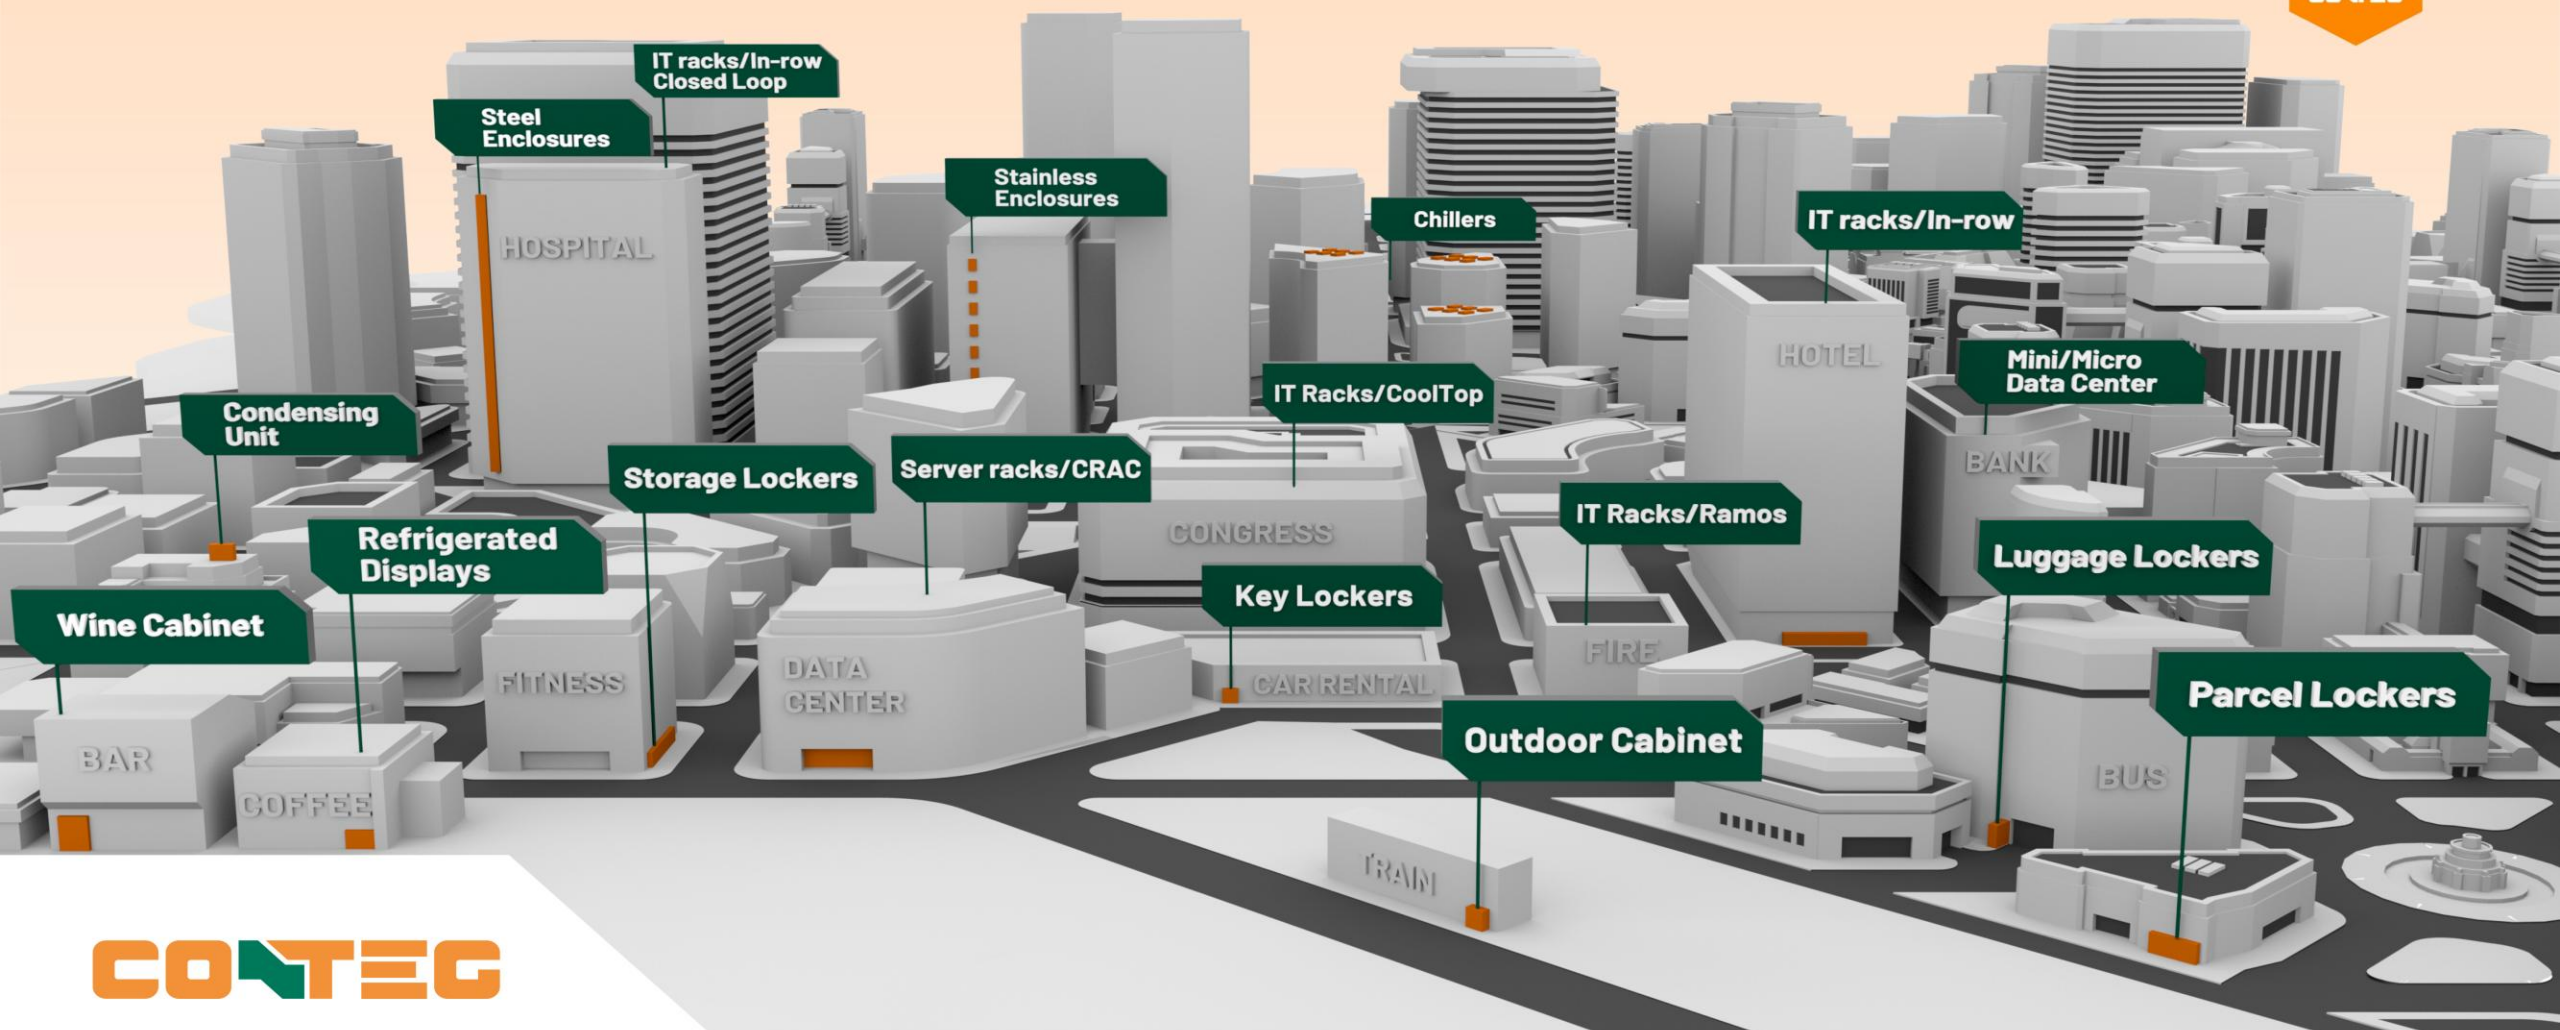 IT racks/In-row
Closed Loop
Steel
Enclosures
HOSPITAL
Stainless
Enclosures
Chillers
IT racks/In-row
HOTEL
Mini/Micro
Data Center
IT Racks/CoolTop
Condensing
Unit
BANK
Storage Lockers
Server racks/CRAC
IT Racks/Ramos
CONGRESS
Refrigerated
Displays
Luggage Lockers
Key Lockers
Wine Cabinet
FIRE
FITNESS
DATA
CENTER
CAR RENTAL
Parcel Lockers
Outdoor Cabinet
BAR
COFFEE
BUS
TRAIN
CONTEG